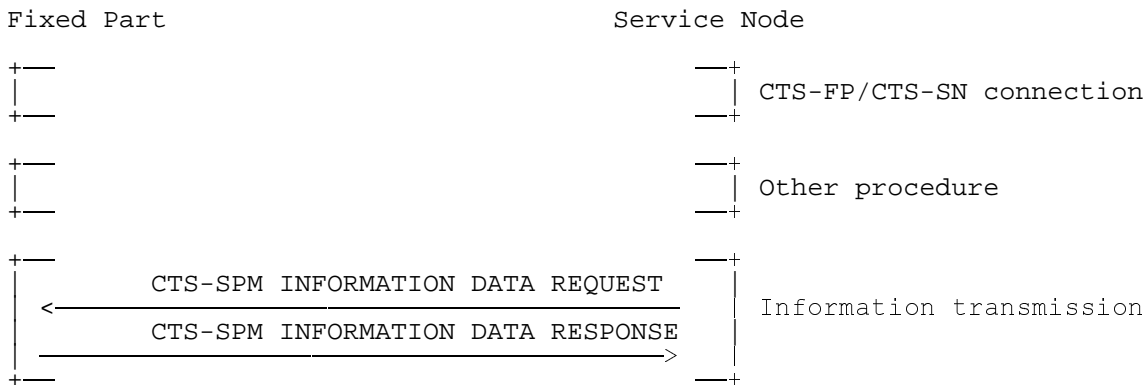 Fixed Part Service Node
CTS-FP/CTS-SN connection
Other procedure
CTS-SPM INFORMATION DATA REQUEST
Information transmission
CTS-SPM INFORMATION DATA RESPONSE